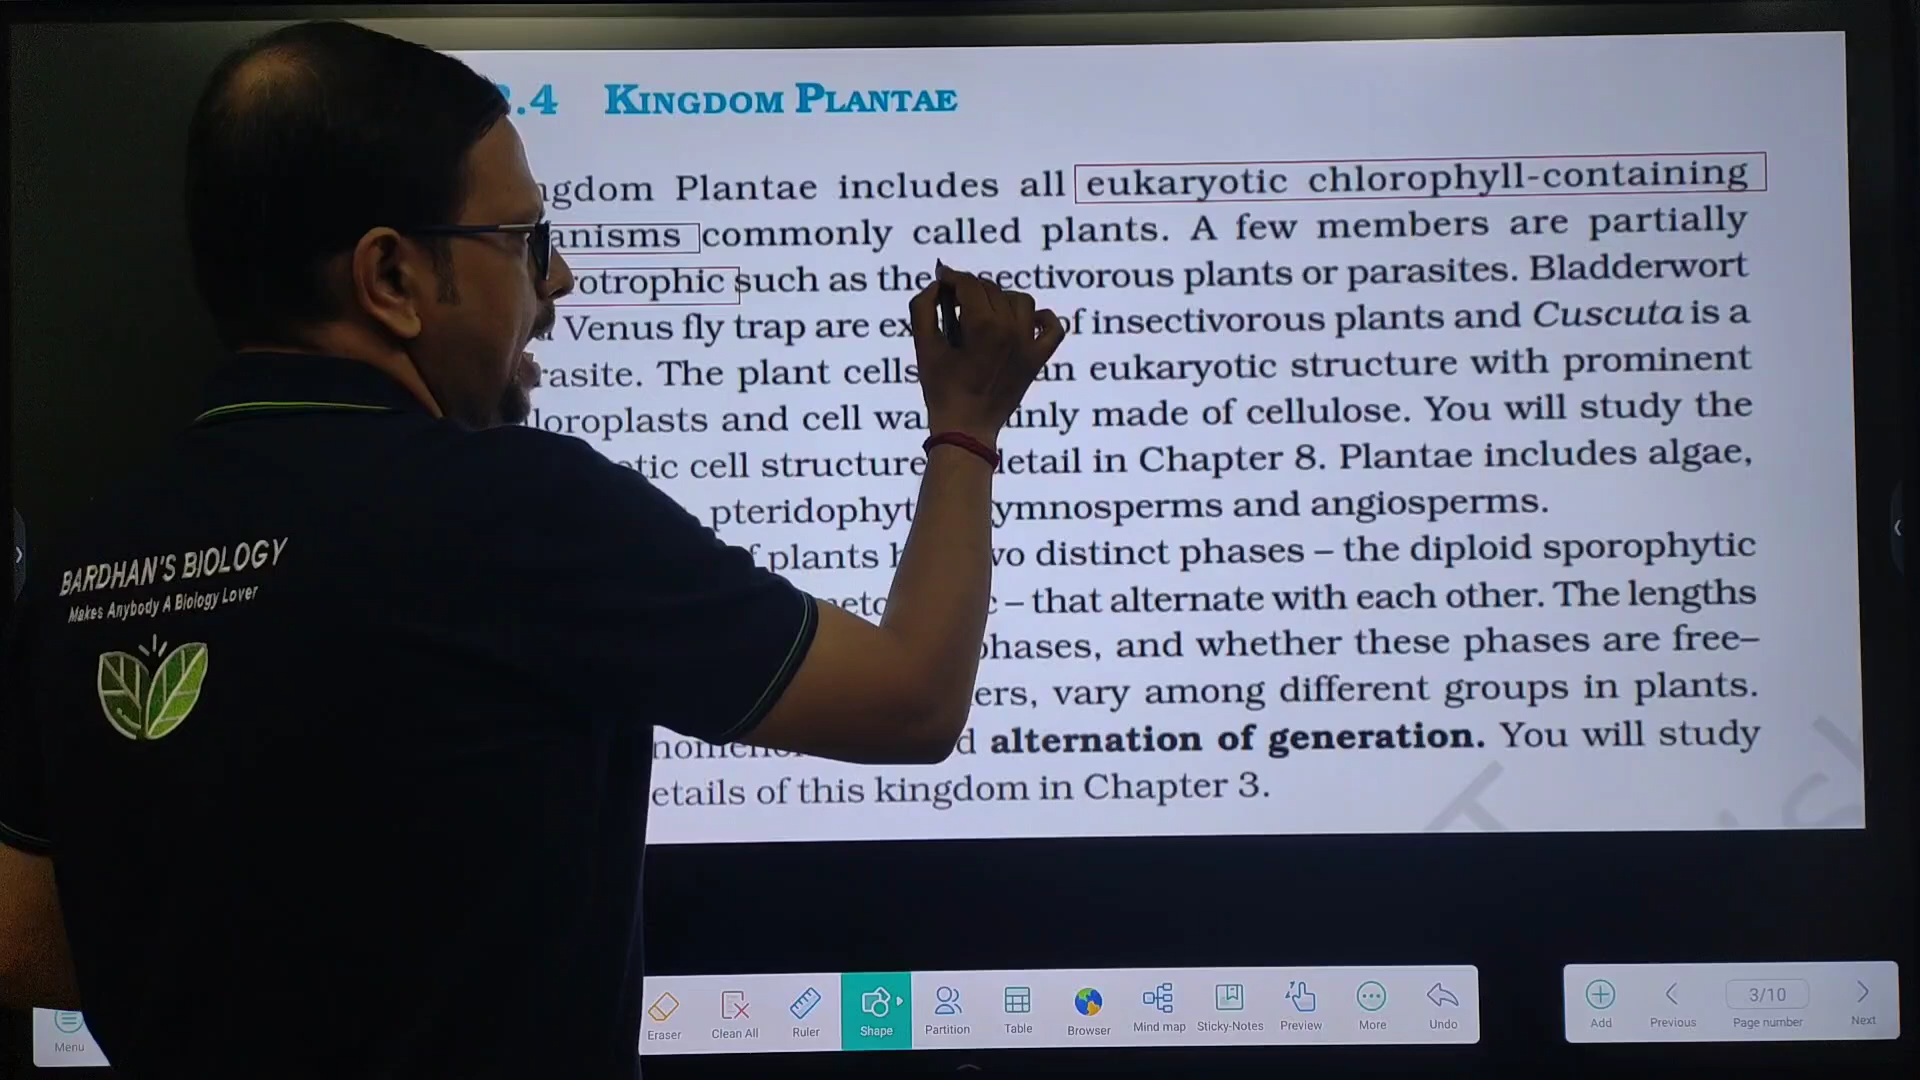 .4 KINGDOM PLANTAE
gdom Plantae includes all eukaryotic chlorophyll-containing
anisms commonly called plants. A few members are partially
rotrophic such as the sectivorous plants or parasites. Bladderwort
Venus fly trap are ex of insectivorous plants and Cuscuta is a
rasite. The plant cells an eukaryotic structure with prominent
loroplasts and cell wa inly made of cellulose. You will study the
otic cell structure detail in Chapter 8. Plantae includes algae,
pteridophyt ymnosperms and angiosperms.
f plants h wo distinct phases – the diploid sporophytic
– that alternate with each other. The lengths
phases, and whether these phases are free–
ers, vary among different groups in plants.
d alternation of generation. You will study
etails of this kingdom in Chapter 3.
BARDHAN'S BIOLOGY
Makes Anybody A Biology Lover
Menu
Eraser
Clean All
Ruler
Shape
Partition
Table
Browser
Mind map
Sticky-Notes
Preview
More
Undo
Add
Previous
3/10
Page number
Next